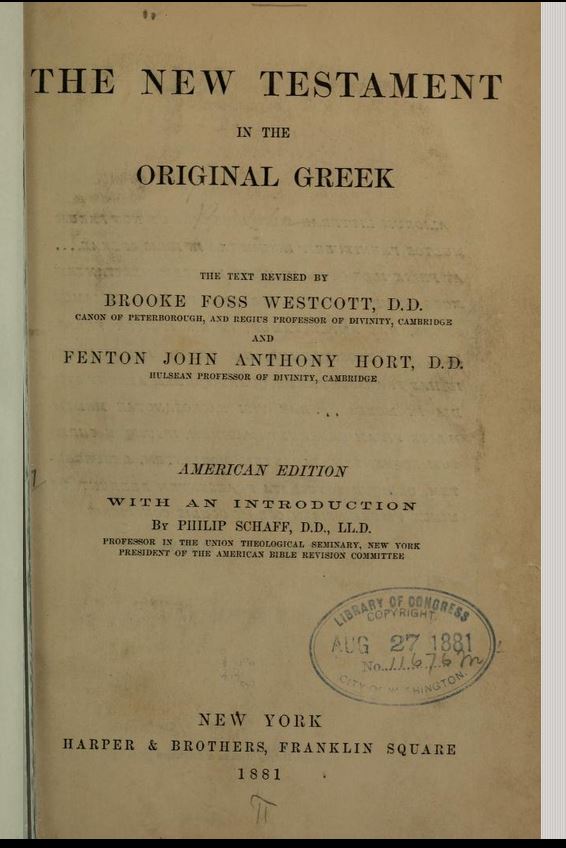 THE NEW TESTAMENT
IN THE
ORIGINAL GREEK
THE TEXT REVISED BY
BROOKE FOSS WESTCOTT, D.D.
CANON OF PETERBOROUGH, AND REGIUS PROFESSOR OF DIVINITY, CAMBRIDGE
AND
FENTON JOHN ANTHONY HORT, D.D.
HULSEAN PROFESSOR OF DIVINITY, CAMBRIDGE
AMERICAN EDITION
WITH AN INTRODUCTION
BY PHILIP SCHAFF, D.D., LL.D.
PROFESSOR IN THE UNION THEOLOGICAL SEMINARY, NEW YORK
PRESIDENT OF THE AMERICAN BIBLE REVISION COMMITTEE
LIBRARY OF CONGRESS
COPYRIGHT
AUG 27 1881
No. 11676 M
CITY OF WASHINGTON.
NEW YORK
HARPER & BROTHERS, FRANKLIN SQUARE
1881